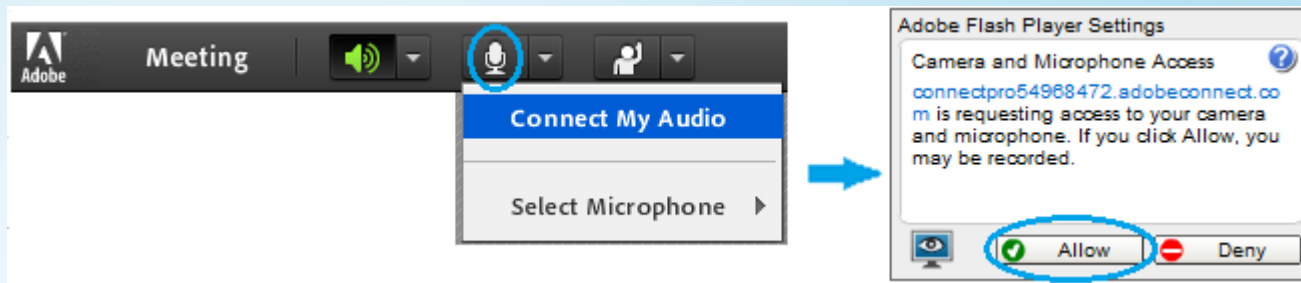 Adobe
Meeting
Connect My Audio
Select Microphone
Adobe Flash Player Settings
Camera and Microphone Access
connectpro54968472.adobeconnect.co
m is requesting access to your camera
and microphone. If you click Allow, you
may be recorded.
Allow
Deny